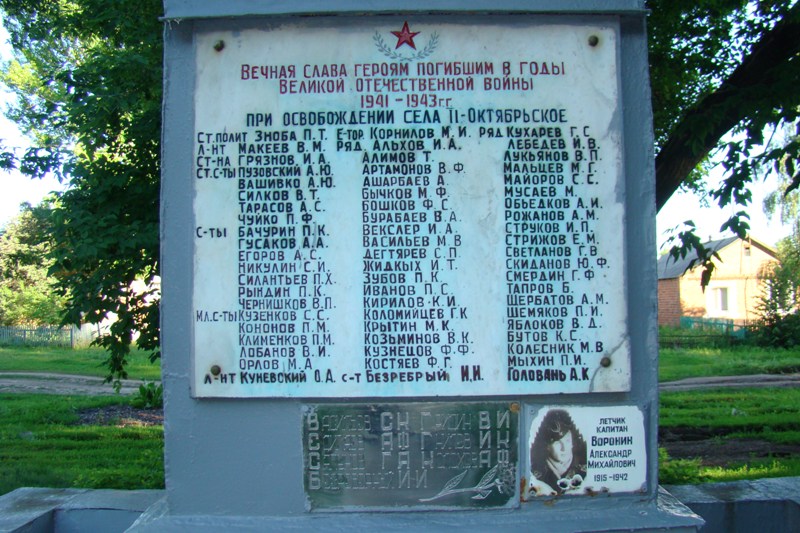 Вечная слава героям погибшим в годы
Великой Отечественной войны
1941-1943гг
при освобождении села II-Октябрьское
Ст.полит Зноба П.Т. Е-тор Корнилов М.И. ряд Кухарев Г.С
Л-нт Макеев В.М. Ряд. Альхов И.А. Лебедев И.В.
Ст-на Грязнов И.А. Алимов Т. Лукьянов В.П.
Ст.с-ты Пузовский А.Ю Артамонов В.Ф. Малышев М.Г.
Вашивко А.Ю. Ашарбаев А. Майоров С.С.
Силков В.Т. Бычков М.Ф. Мусаев М.
Тарасов А.С. Бошков Ф.С. Объедков А.И
Чуйко П.Ф. Бурабаев В.А. Рожанов А.М.
С-ты Бачурин П.К. Векслер И.А. Струков И.П.
Гусаков А.А. Васильев М.В Стрижов Е.М.
Егоров А.С. Дегтярев С.П Светланов Г.В
Никулин С.И. Жидких И.Т. Скиданов Ю.Ф
Силантьев П.Х. Зубов П.К. Смердин Г.Ф.
Рындин П.К. Иванов П.С Тапров Б.
Чернишков В.П. Кирилов К.И. Щербатов А.М
Мл.с-ты Кузенков С.С. Коломийцев Г.К Шемяков П.И
Кононов П.М. Крытин М.К. Яблоков В.Д.
Клименков П.М Козьминов В.К. Бутов К.С
Лобанов В.И. Кузнецов Ф.Ф. Колесник М.В
Орлов М.А Костяев Ф.Г. Мыхин П.И
Л-нт Куневский О.А с-т Безребрый И.И. Головань А.К
Летчик
капитан
Воронин
Александр
Михайлович
1915-1942